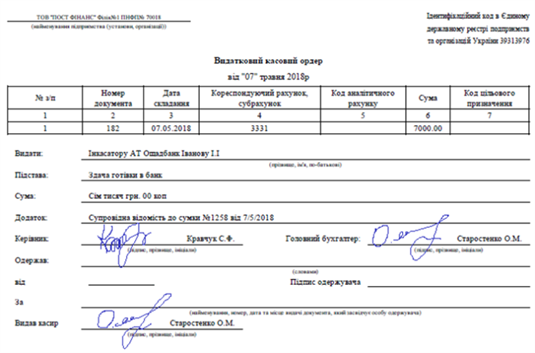 ТОВ "ПОСТ ФІНАНС" Філія№1 ПНФП№ 70018
(найменування підприємства (установи, організації))
Ідентифікаційний код в Єдиному
державному реєстрі подприємств
та організацій України 39313976
Видатковий касовий ордер
від "07" травня 2018р
№ з/п Номер документа Дата складання Кореспондуючий рахунок, субрахунок Код аналітичного рахунку Сума Код цільового призначення
1 2 3 4 5 6 7
1 182 07.05.2018 3331 7000.00
Видати: Інкасатору АТ Ощадбанк Іванову І.І
(прізвище, ім'я, по-батькові)
Підстава: Здача готівки в банк
Сума: Сім тисяч грн. 00 коп
Додаток: Супровідна відомість до сумки №1258 від 7/5/2018
Керівник: Кравчук С.Ф. Головный бухгалтер: Старостенко О.М.
(підпис, прізвище, ініціали) (підпис, прізвище, ініціали)
Одержав:
(словами)
від Підпис одержувача
За
(найменування, номер, дата та місце видачі документа, який засвідчує особу одержувача)
Видав касир Старостенко О.М.
(підпис, прізвище, ініціали)